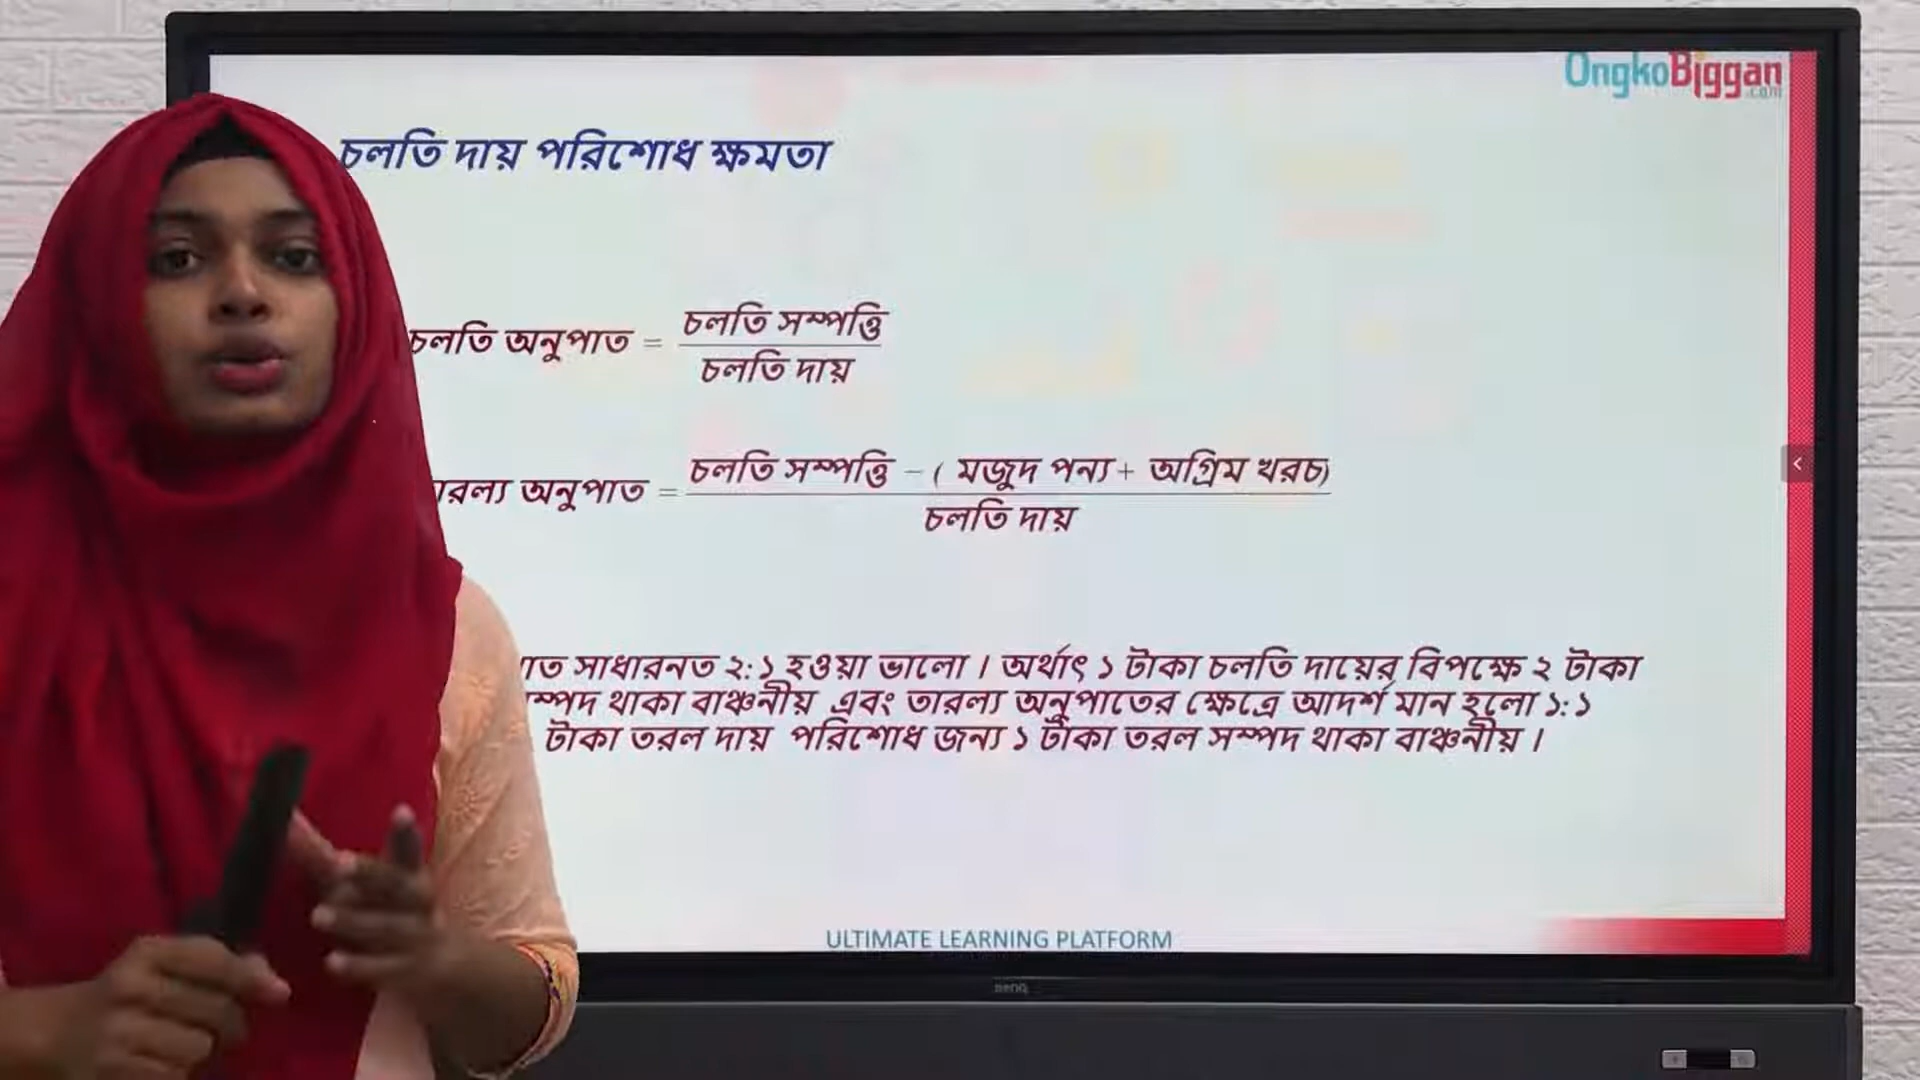 OngkoBiggan
.com
চলতি দায় পরিশোধ ক্ষমতা
চলতি অনুপাত = চলতি সম্পত্তি
চলতি দায়
অনুপাত = চলতি সম্পত্তি – ( মজুদ পন্য + অগ্রিম খরচ)
চলতি দায়
সাধারনত ২:১ হওয়া ভালো । অর্থাৎ ১ টাকা চলতি দায়ের বিপক্ষে ২ টাকা
থাকা বাঞ্চনীয় এবং তারল্য অনুপাতের ক্ষেত্রে আদর্শ মান হলো ১:১
টাকা তরল দায় পরিশোধ জন্য ১ টাকা তরল সম্পদ থাকা বাঞ্চনীয় ।
ULTIMATE LEARNING PLATFORM
BenQ